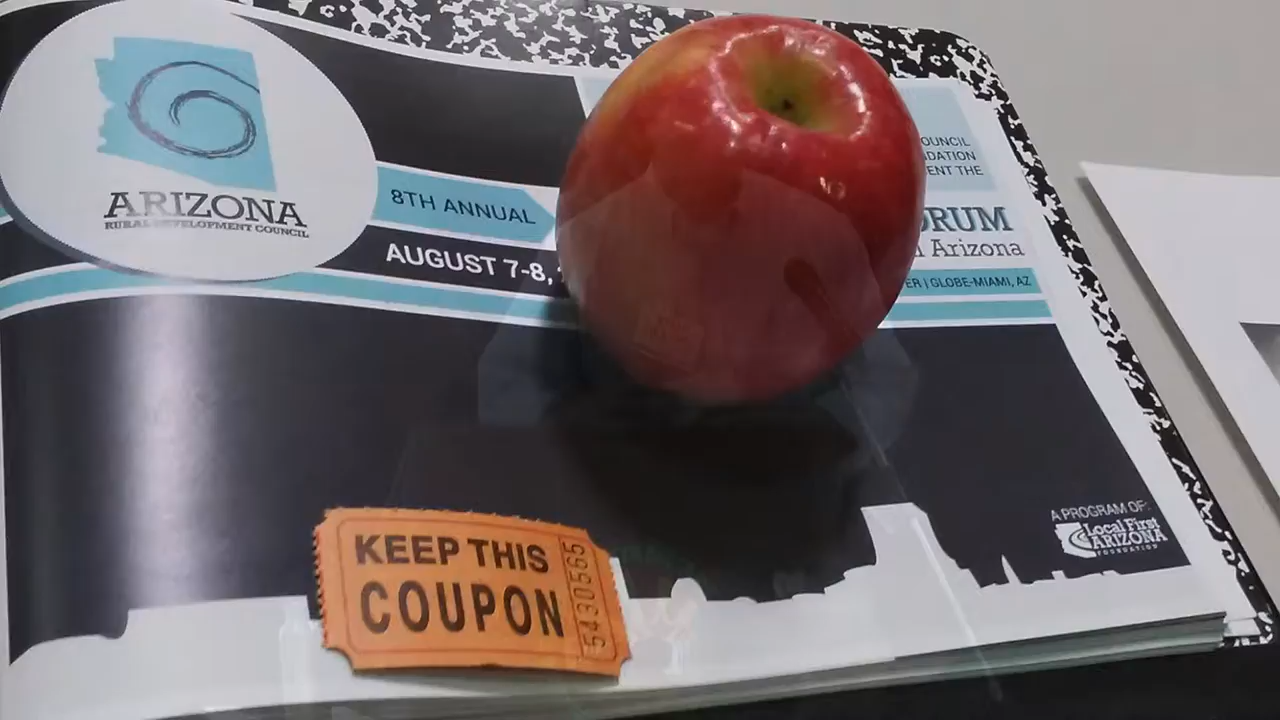 ARIZONA
RURAL DEVELOPMENT COUNCIL
8TH ANNUAL
AUGUST 7-8,
OUNCIL
DATION
ENT THE
ORUM
Arizona
ER | GLOBE-MIAMI, AZ
A PROGRAM OF:
Local First
ARIZONA
FOUNDATION
KEEP THIS
COUPON
5430565